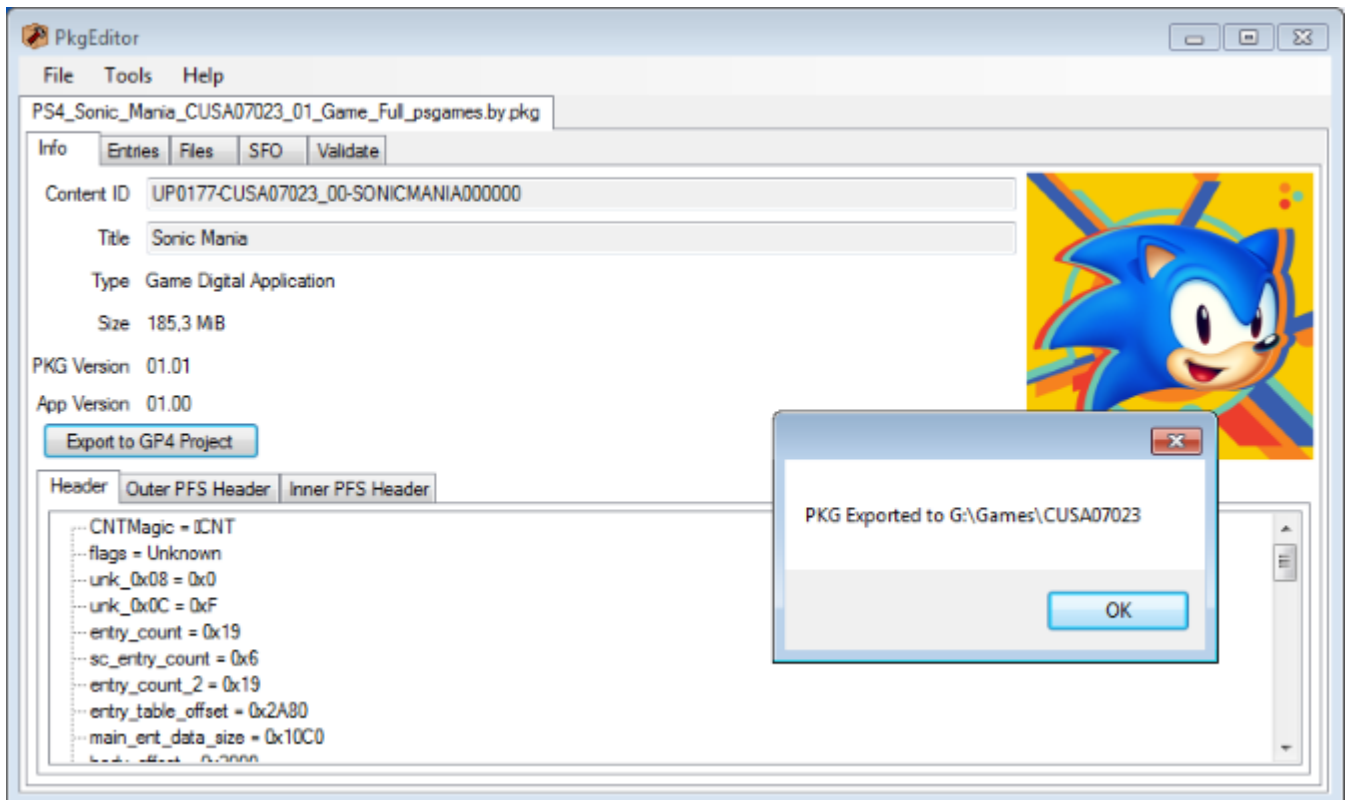 PkgEditor
File Tools Help
PS4_Sonic_Mania_CUSA07023_01_Game_Full_psgames.by.pkg
Info Entries Files SFO Validate
Content ID UP0177-CUSA07023_00-SONICMANIA000000
Title Sonic Mania
Type Game Digital Application
Size 185,3 MiB
PKG Version 01.01
App Version 01.00
Export to GP4 Project
Header Outer PFS Header Inner PFS Header
CNTMagic = CNT
flags = Unknown
unk_0x08 = 0x0
unk_0x0C = 0xF
entry_count = 0x19
sc_entry_count = 0x6
entry_count_2 = 0x19
entry_table_offset = 0x2A80
main_ent_data_size = 0x10C0
PKG Exported to G:\Games\CUSA07023
OK